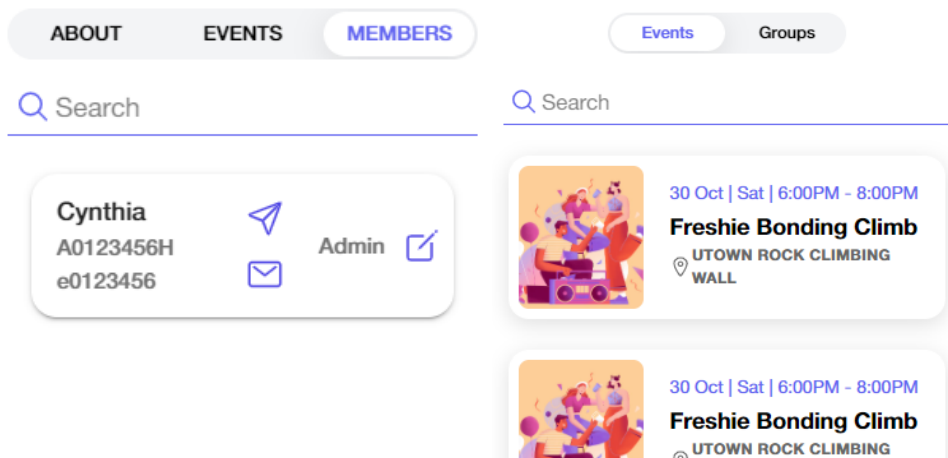 ABOUT EVENTS MEMBERS
Search
Cynthia
A0123456H
e0123456
Admin
Events Groups
Search
30 Oct | Sat | 6:00PM - 8:00PM
Freshie Bonding Climb
UTOWN ROCK CLIMBING
WALL
30 Oct | Sat | 6:00PM - 8:00PM
Freshie Bonding Climb
UTOWN ROCK CLIMBING